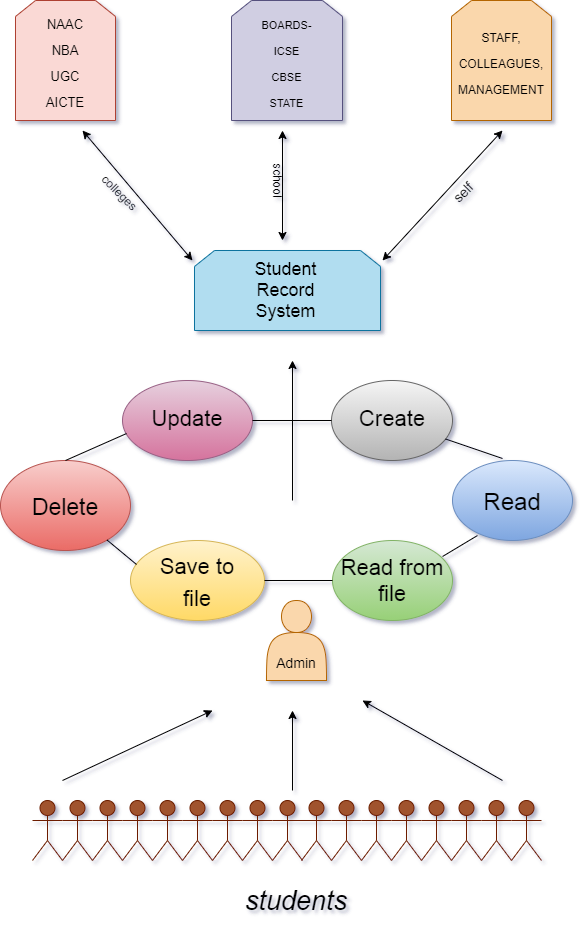 NAAC
NBA
UGC
AICTE
BOARDS-
ICSE
CBSE
STATE
STAFF,
COLLEAGUES,
MANAGEMENT
colleges
school
self
Student
Record
System
Update
Create
Delete
Read
Save to
file
Read from
file
Admin
students